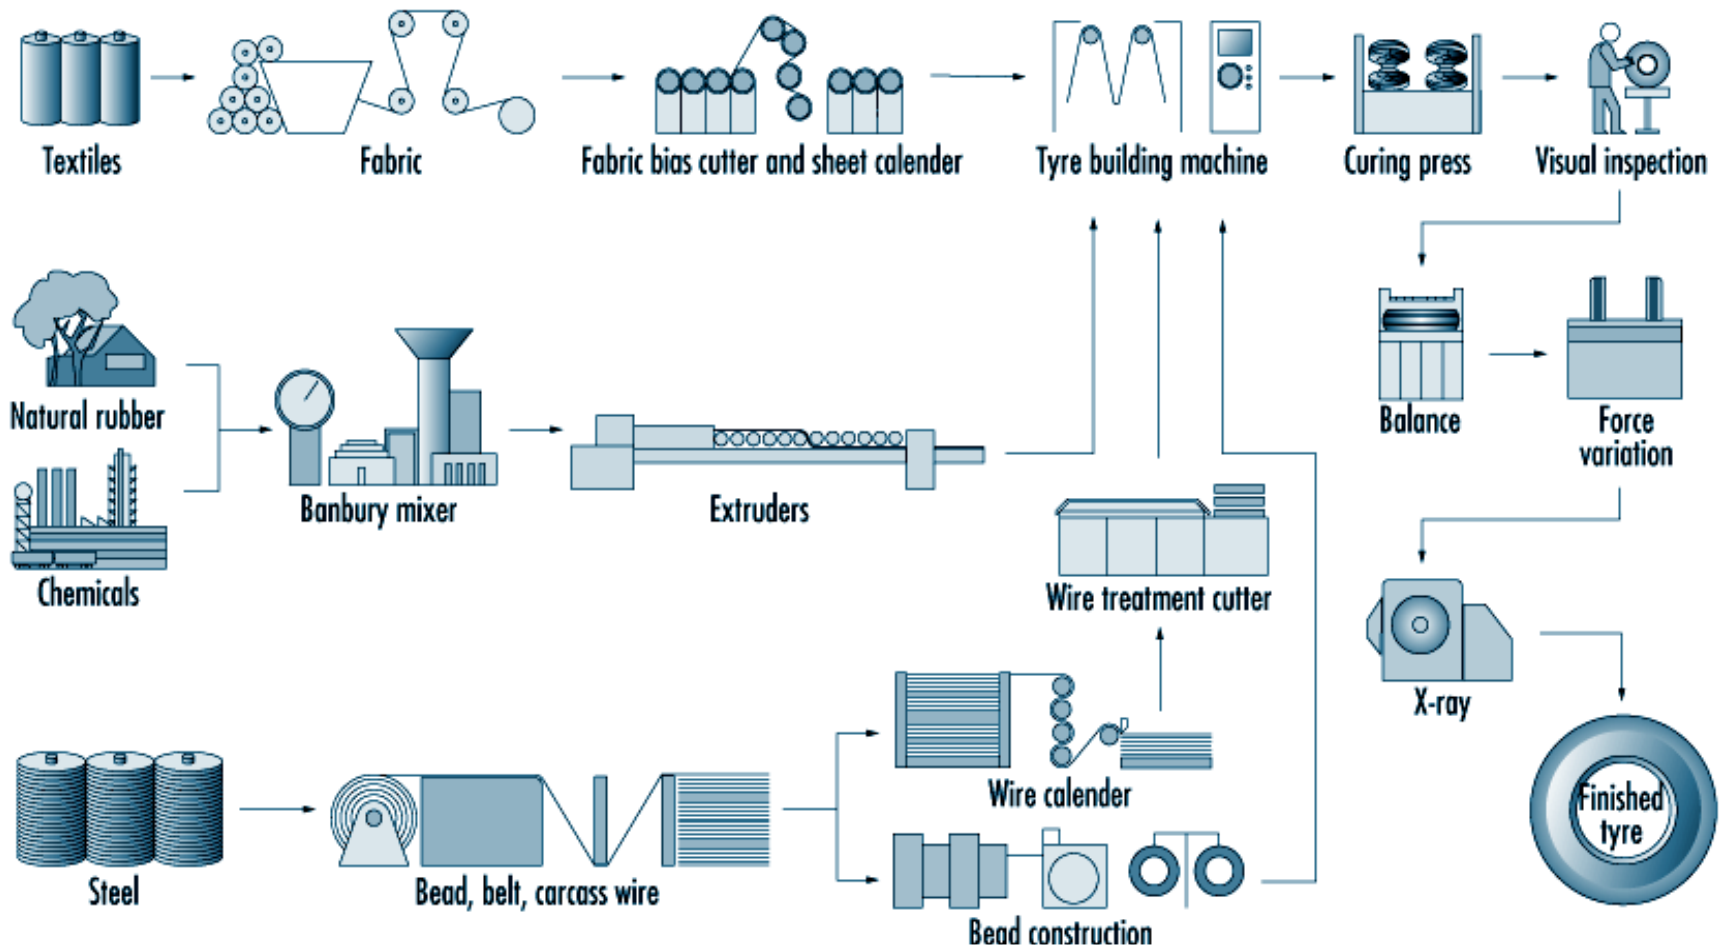 Textiles
Fabric
Fabric bias cutter and sheet calender
Tyre building machine
Curing press
Visual inspection
Natural rubber
Chemicals
Banbury mixer
Extruders
Balance
Force
variation
Wire treatment cutter
X-ray
Steel
Bead, belt, carcass wire
Wire calender
Bead construction
Finished
tyre